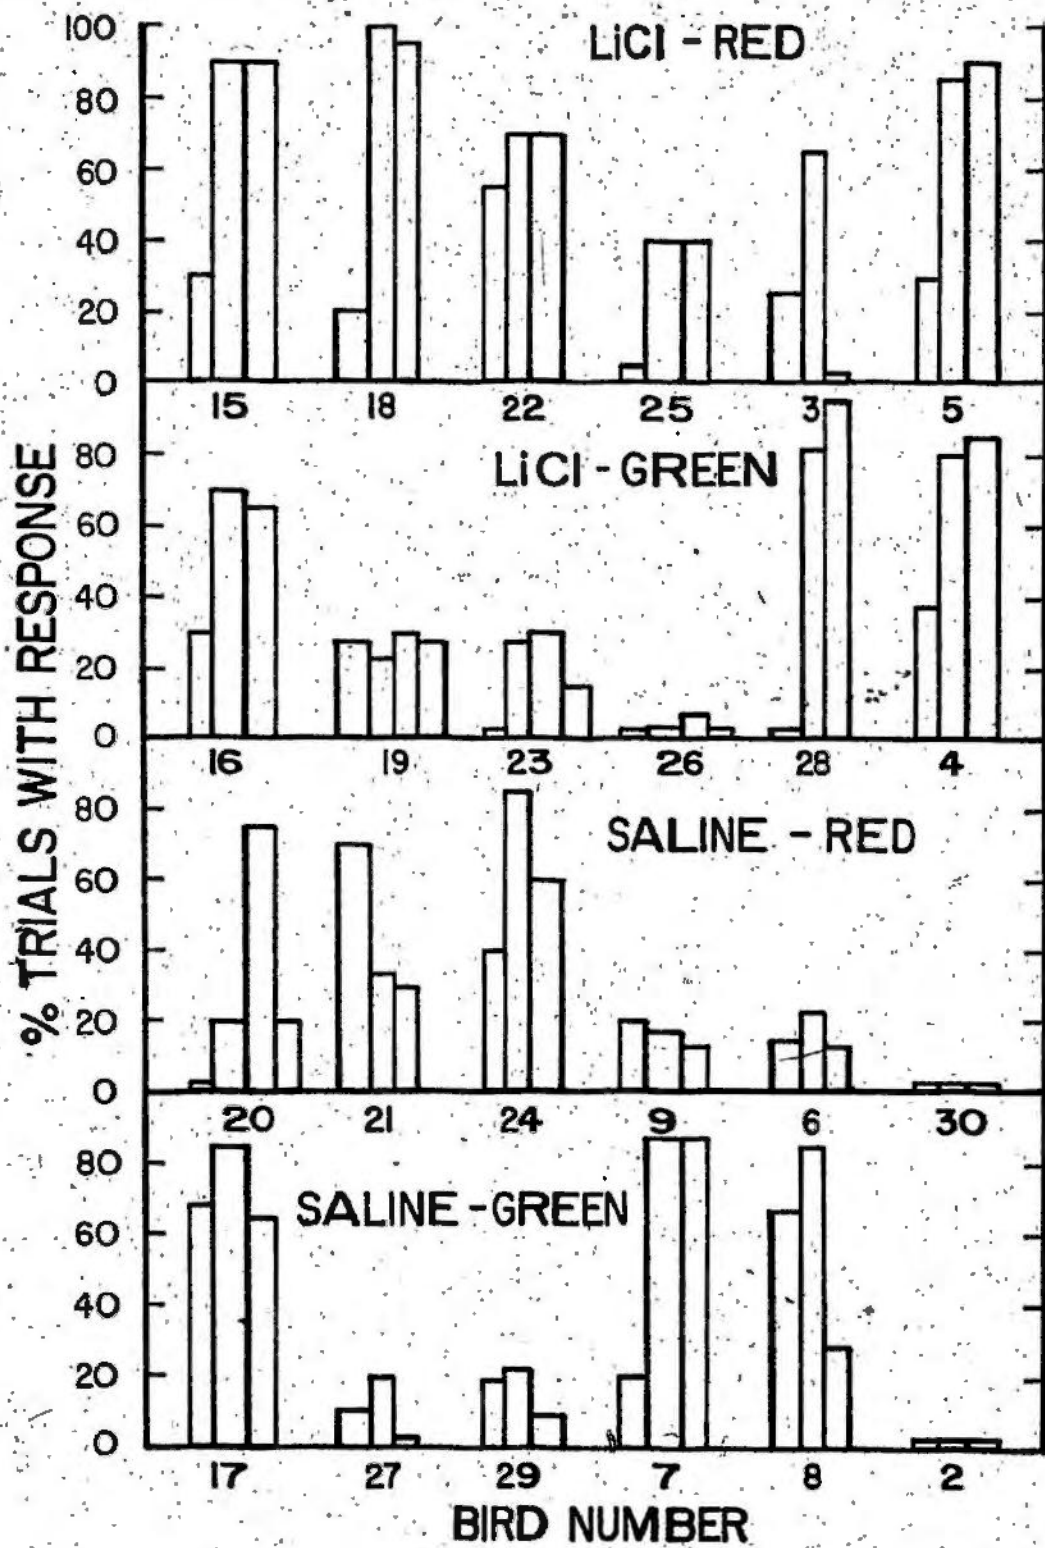 % TRIALS WITH RESPONSE
LiCl - RED
100
80
60
40
20
0
15 18 22 25 3 5
LiCl - GREEN
80
60
40
20
0
16 19 23 26 28 4
SALINE - RED
80
60
40
20
0
20 21 24 9 6 30
SALINE - GREEN
80
60
40
20
0
17 27 29 7 8 2
BIRD NUMBER